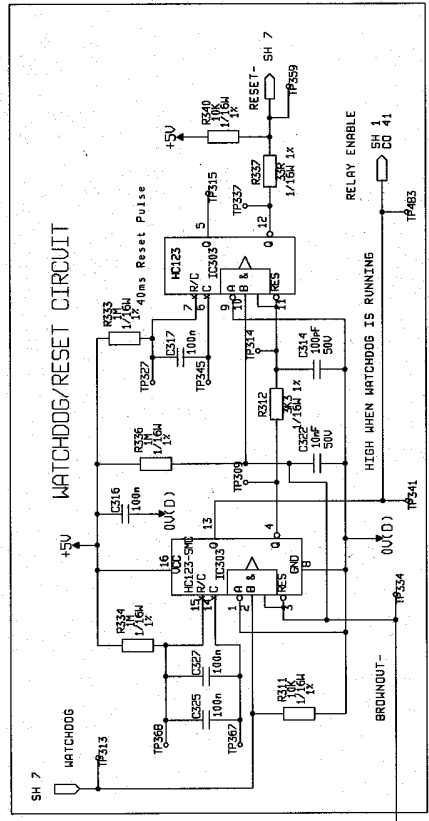 WATCHDOG/RESET CIRCUIT
SH 7
WATCHDOG
TP313
+5V
R334
1M
1/16W
1%
C316
100n
0V(D)
R336
1M
1/16W
1%
R333
1M
1/16W
1%
40ms Reset Pulse
+5V
R340
10K
1/16W
1%
RESET-
SH 7
TP359
TP368
C325
100n
C327
100n
TP367
15
R/C
14
C
16
VCC
HC123-SMC
IC303
1
A
2
B
&
3
RES
GND
8
13
Q
4
Q
TP309
TP327
C317
100n
TP345
7
R/C
6
C
HC123
IC303
9
A
10
B
&
11
RES
5
Q
12
Q
TP315
TP337
R337
33R
1/16W 1%
TP314
R312
3K3
1/16W 1%
C322
10nF
50V
C314
100pF
50V
R311
10K
1/16W
1%
0V(D)
BROWNOUT-
TP334
TP341
HIGH WHEN WATCHDOG IS RUNNING
RELAY ENABLE
SH 1
CO 41
TP483